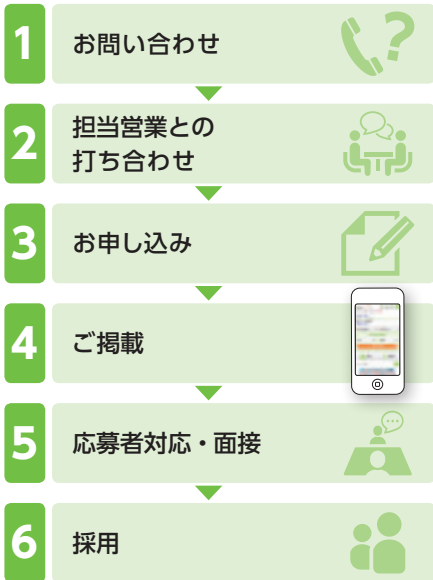 1
お問い合わせ
?
2
担当営業との
打ち合わせ
3
お申し込み
4
ご掲載
5
応募者対応・面接
6
採用